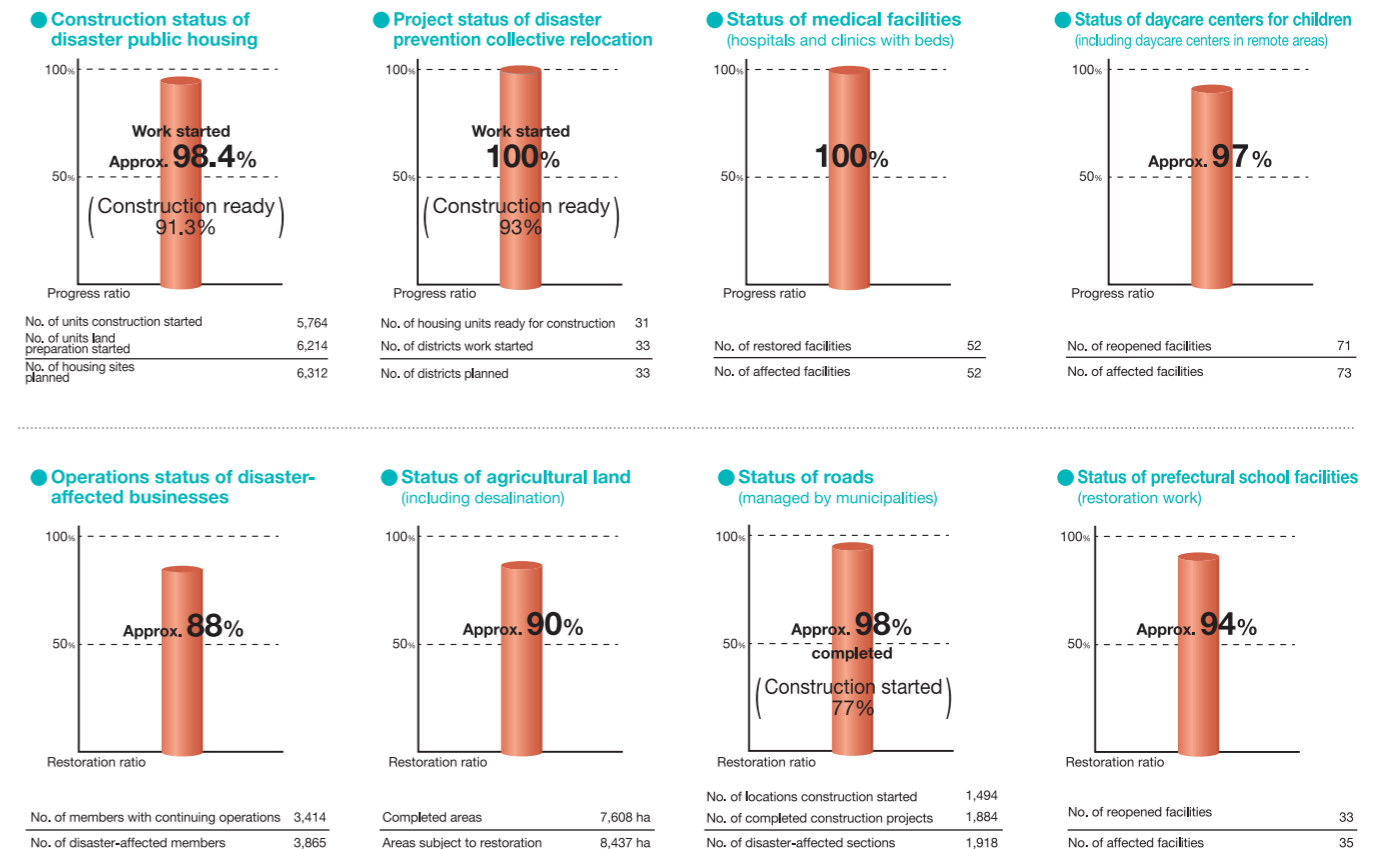 Construction status of
disaster public housing
100%
Work started
Approx. 98.4%
50%
(Construction ready)
91.3%
Progress ratio
No. of units construction started 5,764
No. of units land
preparation started 6,214
No. of housing sites
planned 6,312
Project status of disaster
prevention collective relocation
100%
Work started
100%
50%
(Construction ready)
93%
Progress ratio
No. of housing units ready for construction 31
No. of districts work started 33
No. of districts planned 33
Status of medical facilities
(hospitals and clinics with beds)
100%
100%
50%
Progress ratio
No. of restored facilities 52
No. of affected facilities 52
Status of daycare centers for children
(including daycare centers in remote areas)
100%
Approx. 97%
50%
Progress ratio
No. of reopened facilities 71
No. of affected facilities 73
Operations status of disaster-
affected businesses
100%
Approx. 88%
50%
Restoration ratio
No. of members with continuing operations 3,414
No. of disaster-affected members 3,865
Status of agricultural land
(including desalination)
100%
Approx. 90%
50%
Restoration ratio
Completed areas 7,608 ha
Areas subject to restoration 8,437 ha
Status of roads
(managed by municipalities)
100%
Approx. 98%
50%
completed
(Construction started)
77%
Restoration ratio
No. of locations construction started 1,494
No. of completed construction projects 1,884
No. of disaster-affected sections 1,918
Status of prefectural school facilities
(restoration work)
100%
Approx. 94%
50%
Restoration ratio
No. of reopened facilities 33
No. of affected facilities 35